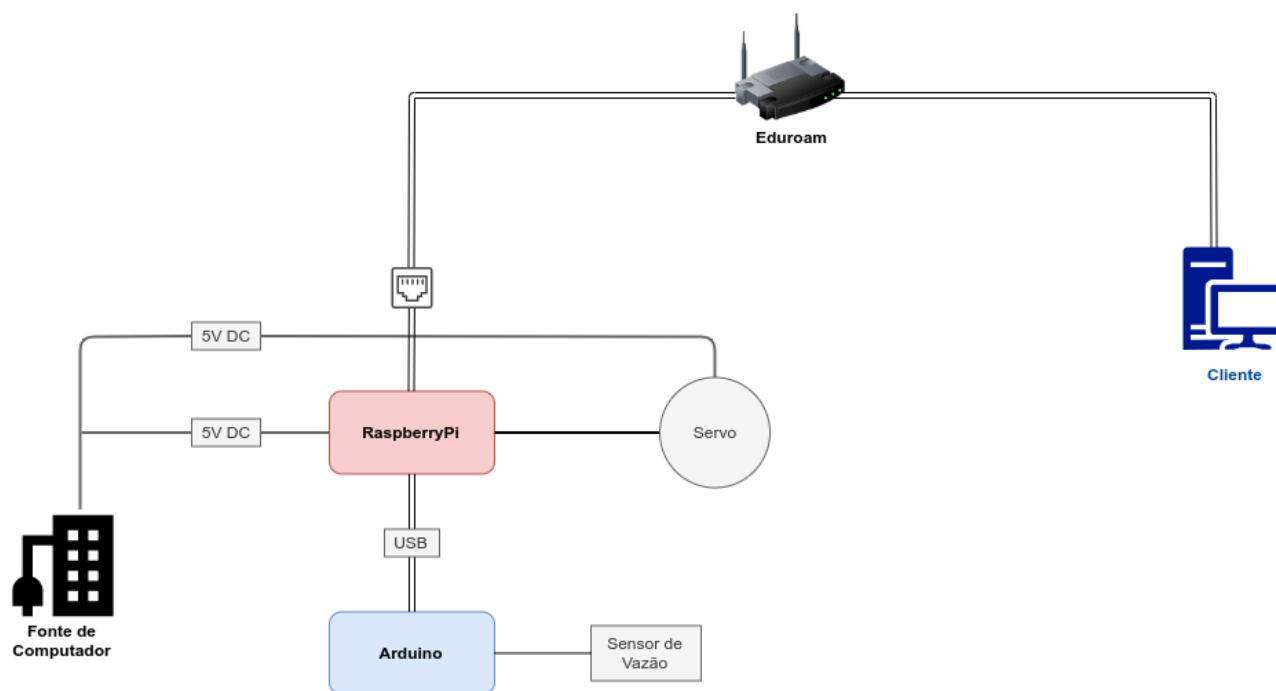 Eduroam
5V DC
Cliente
5V DC
RaspberryPi
Servo
USB
Fonte de
Computador
Arduino
Sensor de
Vazão